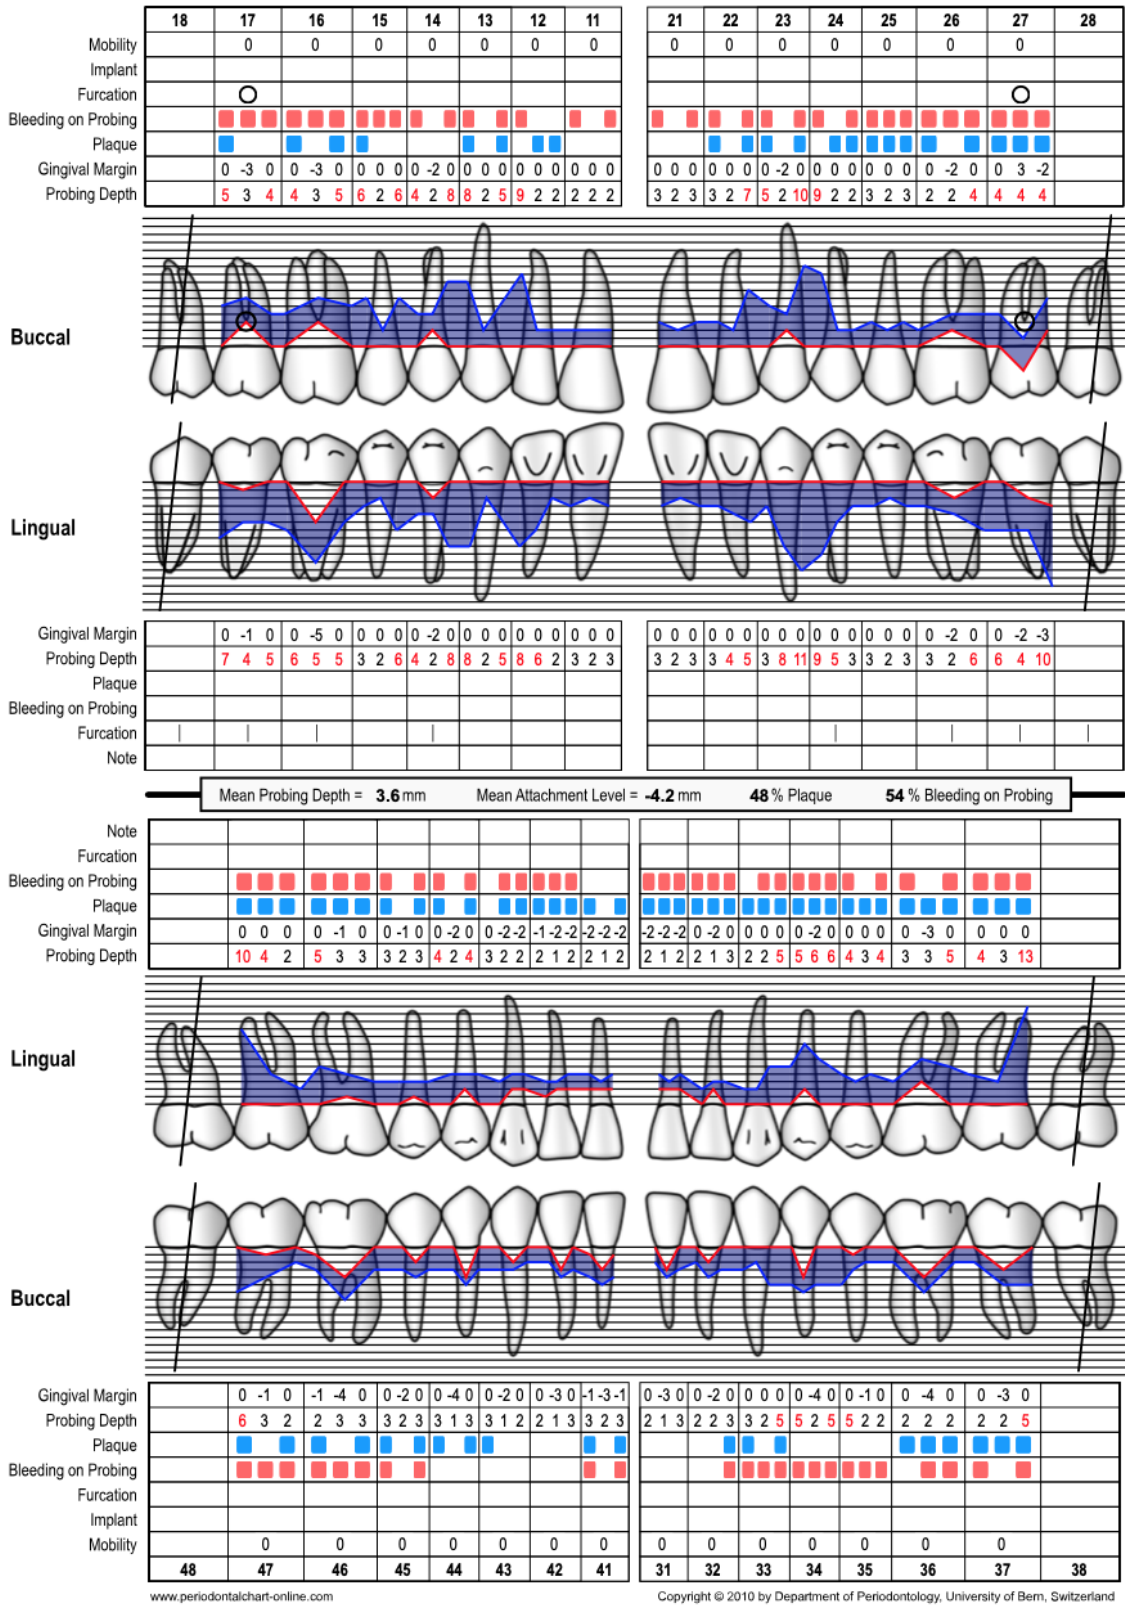 18 17 16 15 14 13 12 11 21 22 23 24 25 26 27 28
Mobility 0 0 0 0 0 0 0 0 0 0 0 0 0 0
Implant
Furcation
Bleeding on Probing
Plaque
Gingival Margin 0 -3 0 0 -3 0 0 0 0 0 -2 0 0 0 0 0 0 0 0 0 0 0 0 0 0 0 0 0 -2 0 0 0 0 0 0 0 0 -2 0 0 3 -2
Probing Depth 5 3 4 4 3 5 6 2 6 4 2 8 8 2 5 9 2 2 2 2 2 3 2 3 3 2 7 5 2 10 9 2 2 3 2 3 2 2 4 4 4 4
Buccal
Lingual
Gingival Margin 0 -1 0 0 -5 0 0 0 0 0 -2 0 0 0 0 0 0 0 0 0 0 0 0 0 0 0 0 0 0 0 0 0 0 0 0 0 0 -2 0 0 -2 -3
Probing Depth 7 4 5 6 5 5 3 2 6 4 2 8 8 2 5 8 6 2 3 2 3 3 2 3 3 4 5 3 8 11 9 5 3 3 2 3 3 2 6 6 4 10
Plaque
Bleeding on Probing
Furcation
Note
Mean Probing Depth = 3.6 mm Mean Attachment Level = -4.2 mm 48 % Plaque 54 % Bleeding on Probing
Note
Furcation
Bleeding on Probing
Plaque
Gingival Margin 0 0 0 0 -1 0 0 -1 0 0 -2 0 0 -2 -2 -1 -2 -2 -2 -2 -2 -2 -2 -2 0 -2 0 0 0 0 0 -2 0 0 0 0 0 -3 0 0 0 0
Probing Depth 10 4 2 5 3 3 3 2 3 4 2 4 3 2 2 2 1 2 2 1 2 2 1 2 2 1 3 2 2 5 5 6 6 4 3 4 3 3 5 4 3 13
Lingual
Buccal
Gingival Margin 0 -1 0 -1 -4 0 0 -2 0 0 -4 0 0 -2 0 0 -3 0 -1 -3 -1 0 -3 0 0 -2 0 0 0 0 0 -4 0 0 -1 0 0 -4 0 0 -3 0
Probing Depth 6 3 2 2 3 3 3 2 3 3 1 3 3 1 2 2 1 3 3 2 3 2 1 3 2 2 3 3 2 5 5 2 5 5 2 2 2 2 2 2 2 5
Plaque
Bleeding on Probing
Furcation
Implant
Mobility 0 0 0 0 0 0 0 0 0 0 0 0 0 0
48 47 46 45 44 43 42 41 31 32 33 34 35 36 37 38
www.periodontalchart-online.com Copyright © 2010 by Department of Periodontology, University of Bern, Switzerland